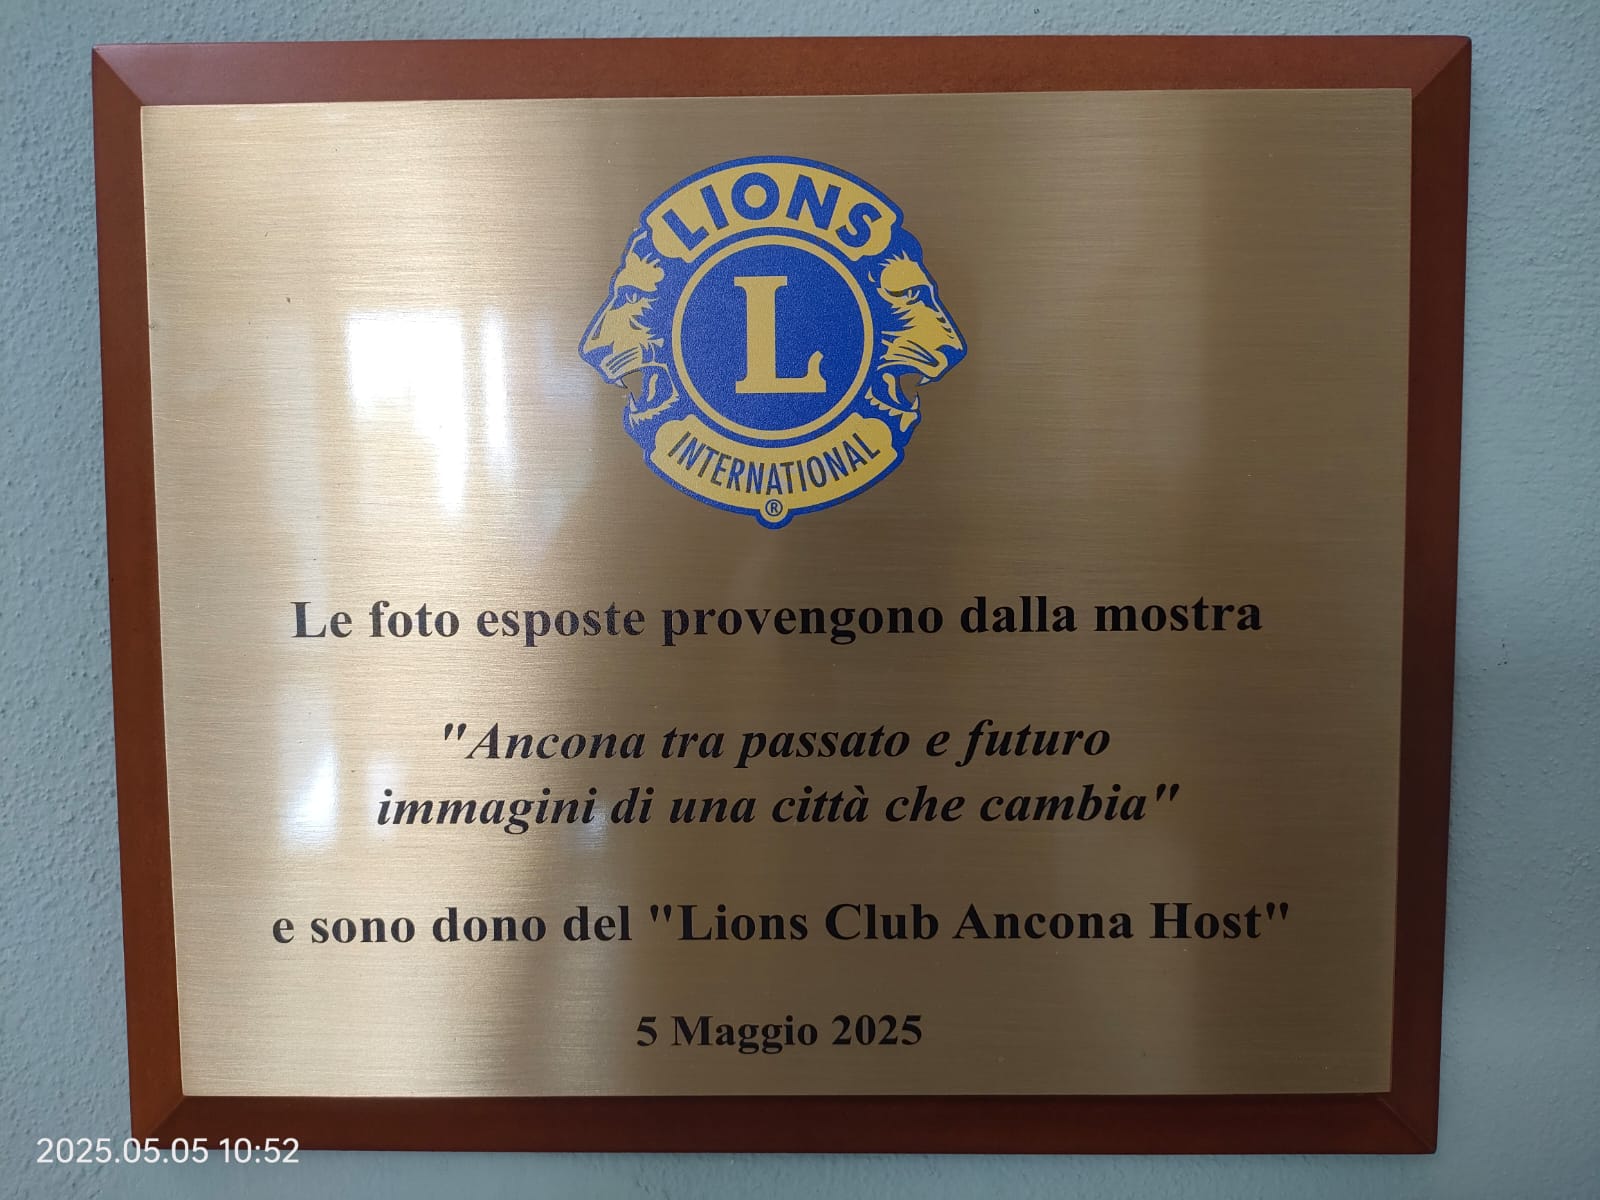 LIONS
L
INTERNATIONAL
®
Le foto esposte provengono dalla mostra
"Ancona tra passato e futuro
immagini di una città che cambia"
e sono dono del "Lions Club Ancona Host"
5 Maggio 2025
2025.05.05 10:52